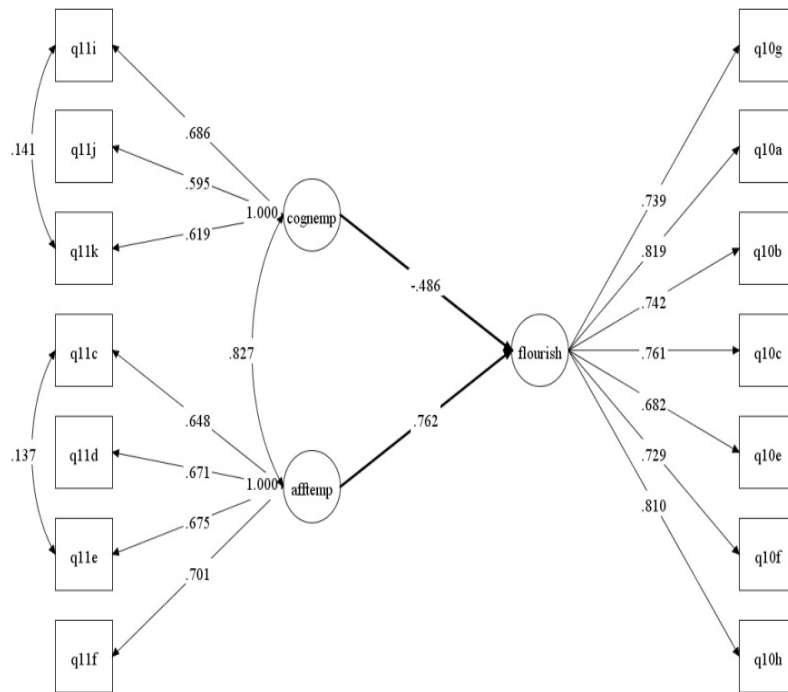 q11i
q11j
q11k
q11c
q11d
q11e
q11f
.141
.137
.686
.595
.619
1.000
cognemp
.827
.648
.671
.675
.701
1.000
afftemp
-.486
.762
flourish
.739
.819
.742
.761
.682
.729
.810
q10g
q10a
q10b
q10c
q10e
q10f
q10h